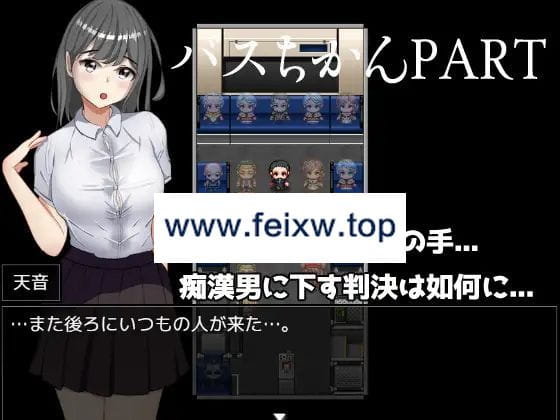 バスちかんPART
www.feixw.top
の手...
痴漢男に下す判決は如何に...
天音
…また後ろにいつもの人が来た…。